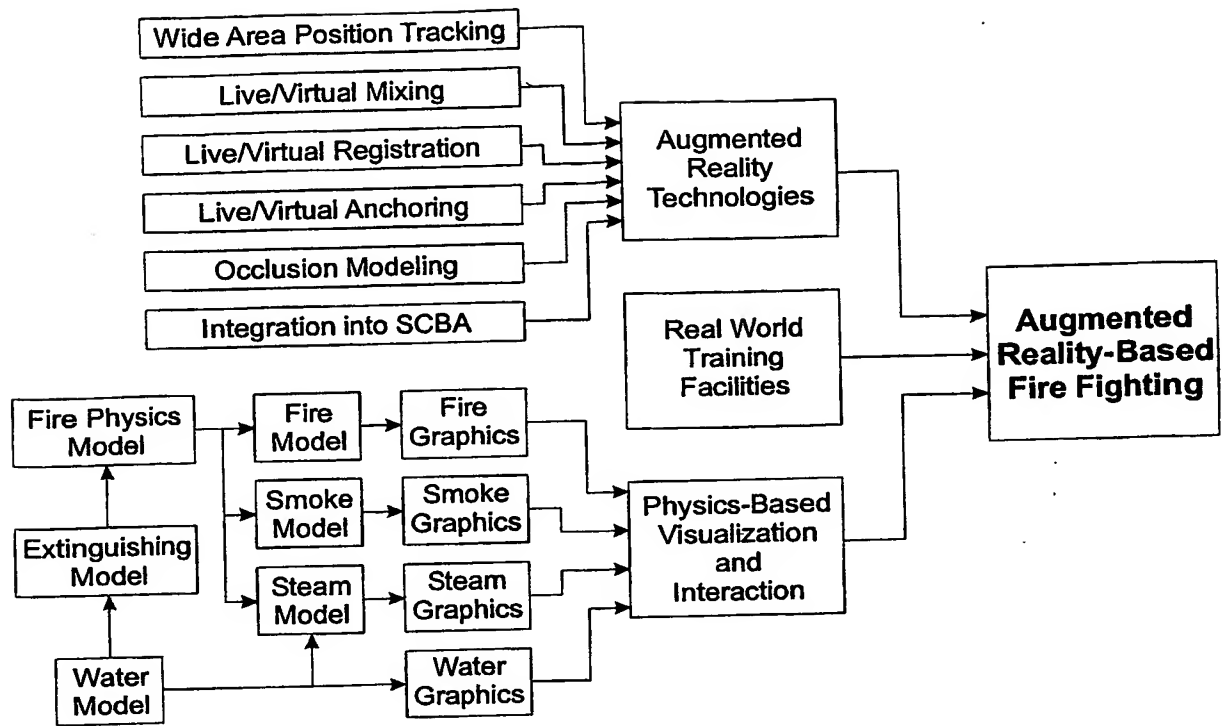 Wide Area Position Tracking
Live/Virtual Mixing
Live/Virtual Registration
Live/Virtual Anchoring
Occlusion Modeling
Integration into SCBA
Augmented
Reality
Technologies
Real World
Training
Facilities
Augmented
Reality-Based
Fire Fighting
Fire Physics
Model
Fire
Model
Fire
Graphics
Smoke
Model
Smoke
Graphics
Extinguishing
Model
Steam
Model
Steam
Graphics
Water
Model
Water
Graphics
Physics-Based
Visualization
and
Interaction